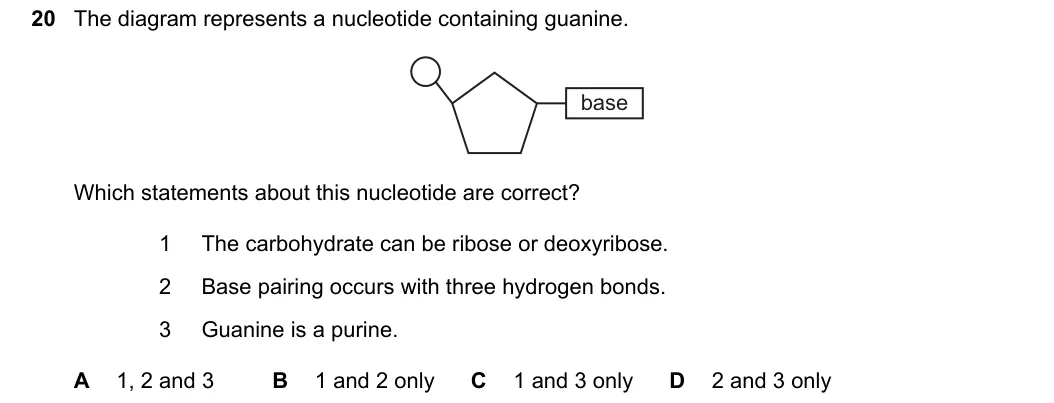 20 The diagram represents a nucleotide containing guanine.
base
Which statements about this nucleotide are correct?
1 The carbohydrate can be ribose or deoxyribose.
2 Base pairing occurs with three hydrogen bonds.
3 Guanine is a purine.
A 1, 2 and 3 B 1 and 2 only C 1 and 3 only D 2 and 3 only